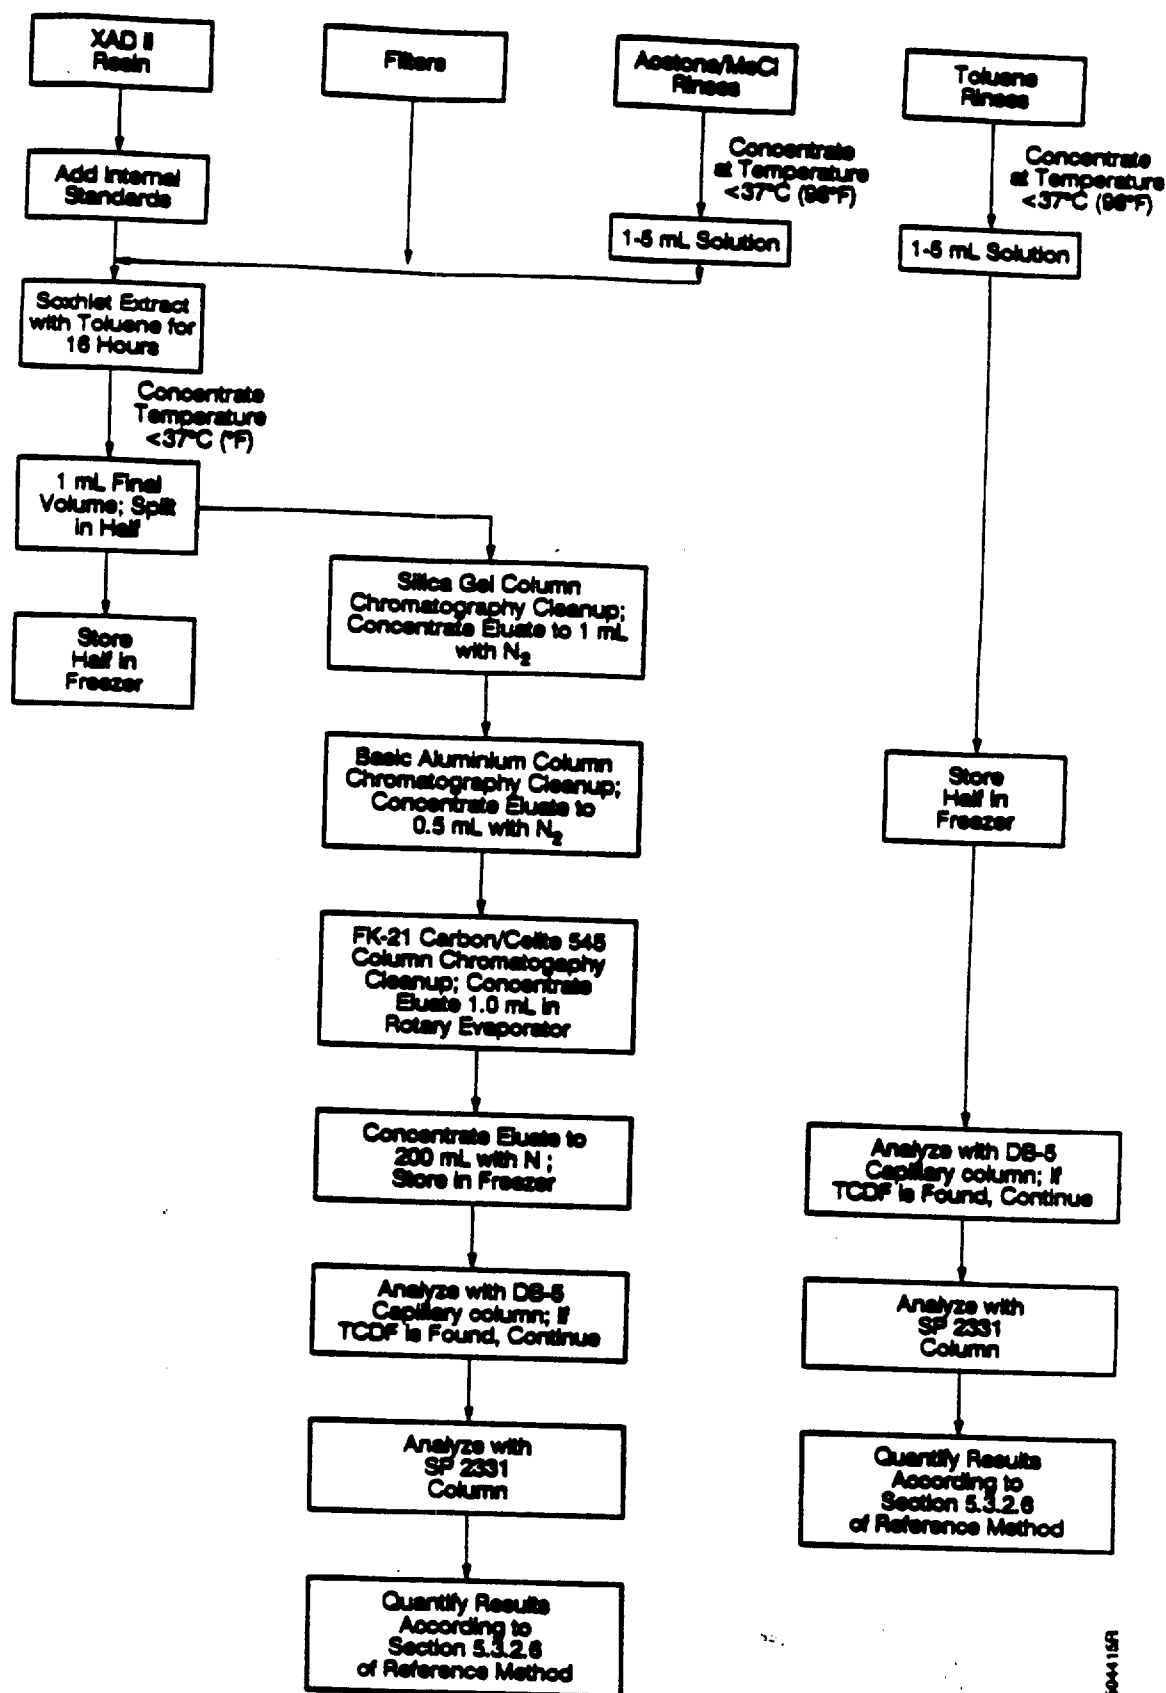 XAD II
Resin
Filters
Acetone/MeCl
Rinses
Toluene
Rinses
Add Internal
Standards
Concentrate
at Temperature
<37°C (98°F)
Concentrate
at Temperature
<37°C (98°F)
1-5 mL Solution
1-5 mL Solution
Soxhlet Extract
with Toluene for
16 Hours
Concentrate
Temperature
<37°C (°F)
1 mL Final
Volume; Split
in Half
Store
Half in
Freezer
Silica Gel Column
Chromatography Cleanup;
Concentrate Eluate to 1 mL
with N₂
Basic Aluminium Column
Chromatography Cleanup;
Concentrate Eluate to
0.5 mL with N₂
FK-21 Carbon/Celite 545
Column Chromatogaphy
Cleanup; Concentrate
Eluate 1.0 mL in
Rotary Evaporator
Concentrate Eluate to
200 mL with N ;
Store in Freezer
Analyze with DB-5
Capillary column; If
TCDF is Found, Continue
Analyze with
SP 2331
Column
Quantify Results
According to
Section 5.3.2.6
of Reference Method
Store
Half in
Freezer
Analyze with DB-5
Capillary column; If
TCDF is Found, Continue
Analyze with
SP 2331
Column
Quantify Results
According to
Section 5.3.2.6
of Reference Method